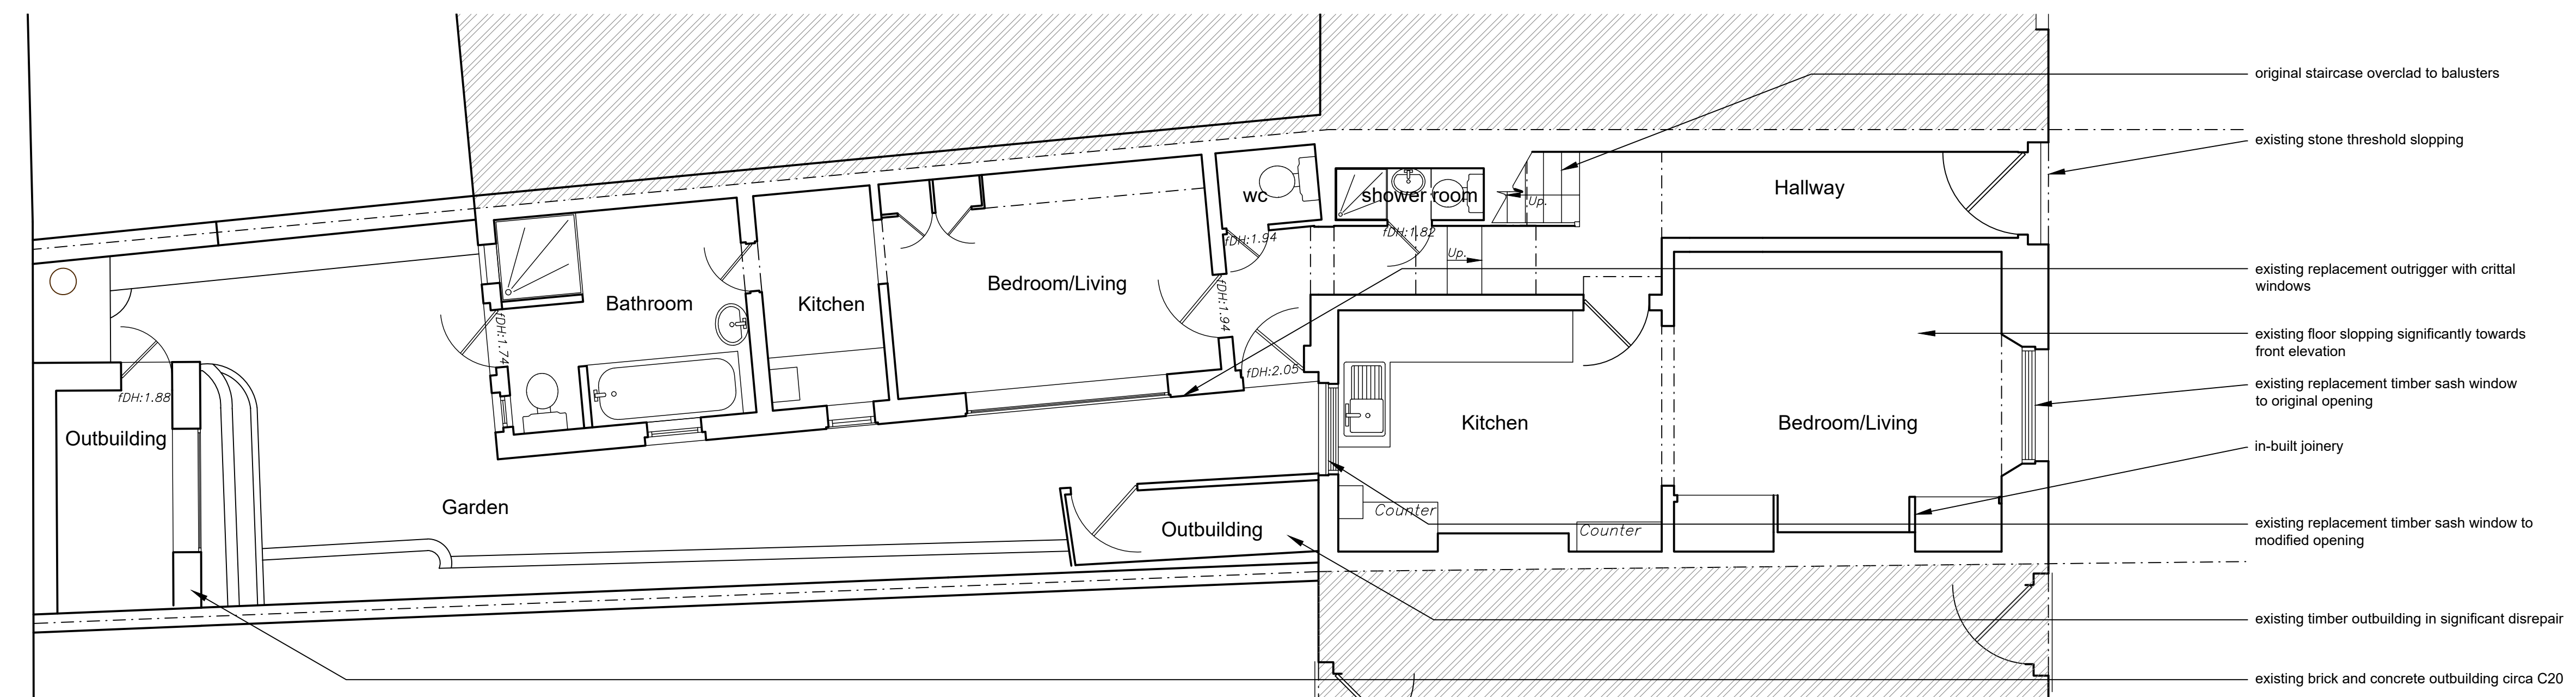 original staircase overclad to balusters
existing stone threshold slopping
wc
shower room
Up.
Hallway
fDH:1.94
fDH:1.82
Up.
existing replacement outrigger with crittal
windows
Bathroom
Kitchen
Bedroom/Living
fDH:1.94
fDH:1.74
fDH:2.05
existing floor slopping significantly towards
front elevation
existing replacement timber sash window
to original opening
fDH:1.88
Outbuilding
Kitchen
Bedroom/Living
in-built joinery
Garden
Outbuilding
Counter
Counter
existing replacement timber sash window to
modified opening
existing timber outbuilding in significant disrepair
existing brick and concrete outbuilding circa C20